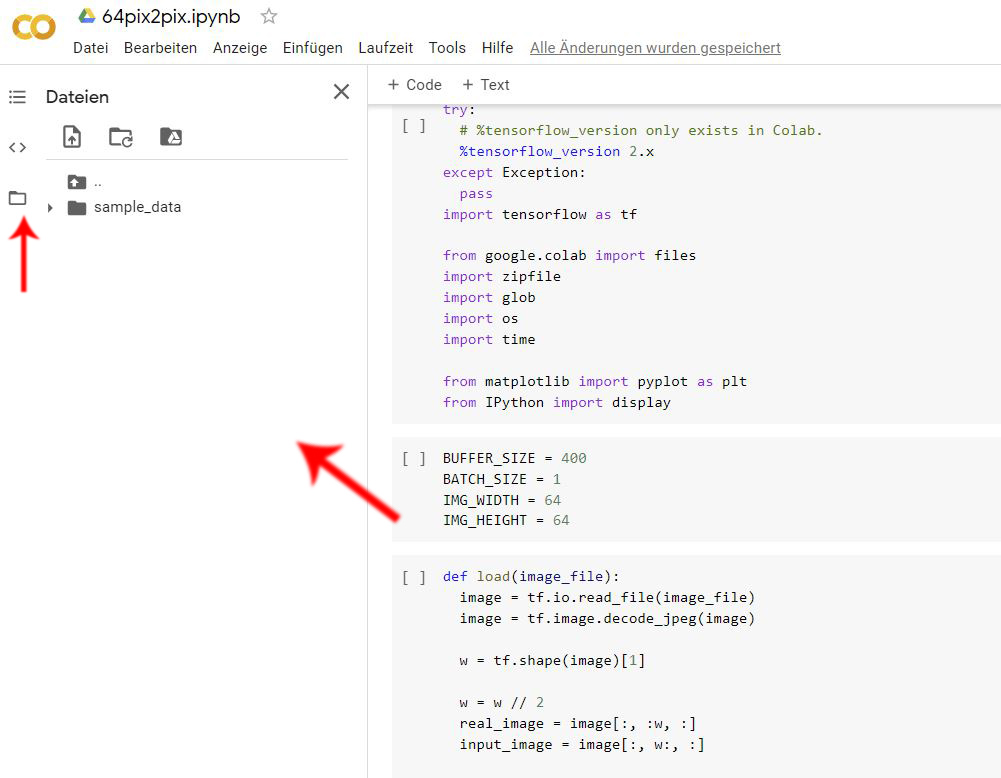 64pix2pix.ipynb
Datei Bearbeiten Anzeige Einfügen Laufzeit Tools Hilfe Alle Änderungen wurden gespeichert
Dateien
..
sample_data
+ Code + Text
try:
# %tensorflow_version only exists in Colab.
%tensorflow_version 2.x
except Exception:
pass
import tensorflow as tf
from google.colab import files
import zipfile
import glob
import os
import time
from matplotlib import pyplot as plt
from IPython import display
[ ] BUFFER_SIZE = 400
BATCH_SIZE = 1
IMG_WIDTH = 64
IMG_HEIGHT = 64
[ ] def load(image_file):
image = tf.io.read_file(image_file)
image = tf.image.decode_jpeg(image)
w = tf.shape(image)[1]
w = w // 2
real_image = image[:, :w, :]
input_image = image[:, w:, :]